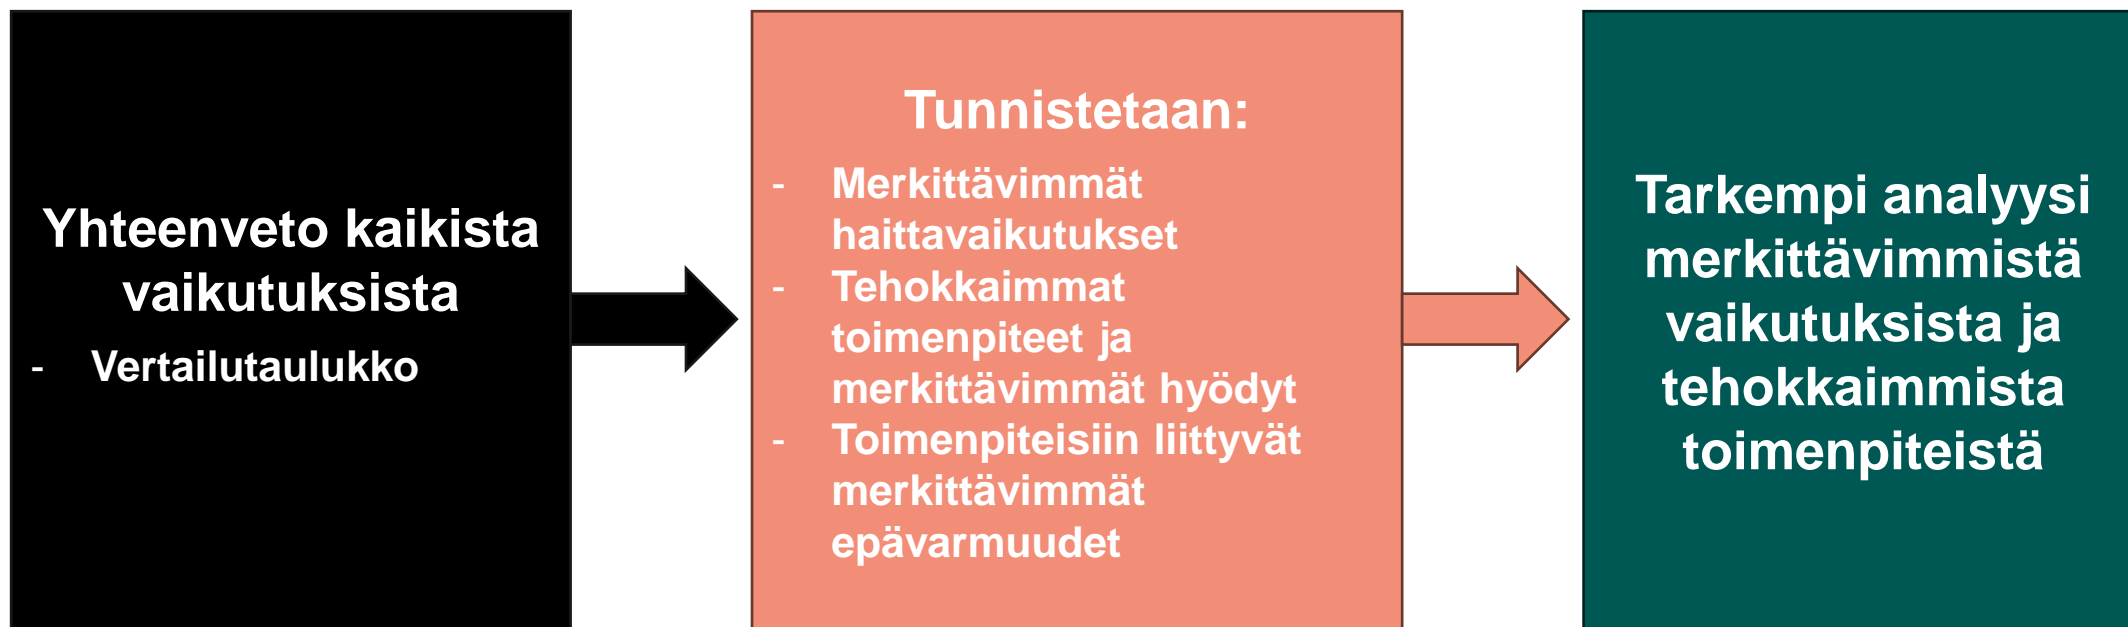 Yhteenveto kaikista
vaikutuksista
- Vertailutaulukko
Tunnistetaan:
- Merkittävimmät
haittavaikutukset
- Tehokkaimmat
toimenpiteet ja
merkittävimmät hyödyt
- Toimenpiteisiin liittyvät
merkittävimmät
epävarmuudet
Tarkempi analyysi
merkittävimmistä
vaikutuksista ja
tehokkaimmista
toimenpiteistä